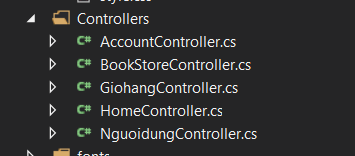 Controllers
C# AccountController.cs
C# BookStoreController.cs
C# GiohangController.cs
C# HomeController.cs
C# NguoidungController.cs
fonts